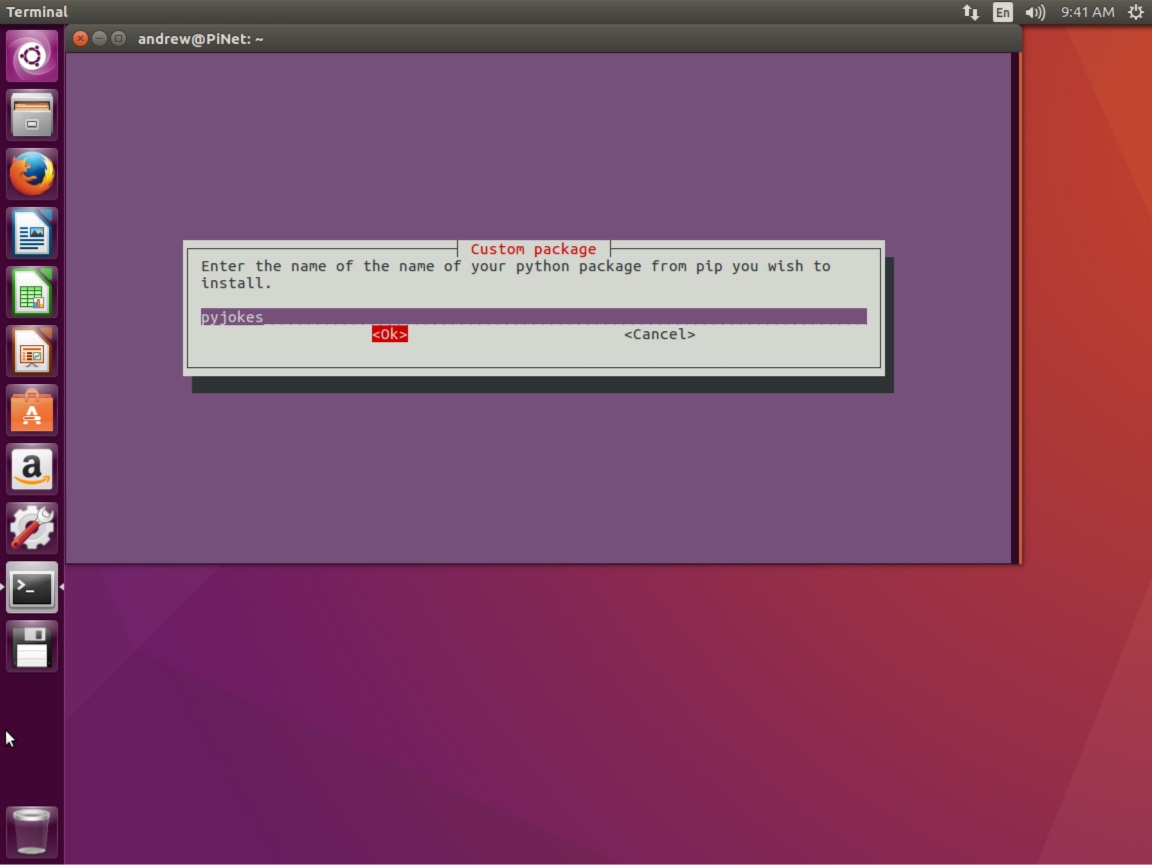 Terminal
En
9:41 AM
andrew@PiNet: ~
Custom package
Enter the name of the name of your python package from pip you wish to
install.
pyjokes
<Ok> <Cancel>